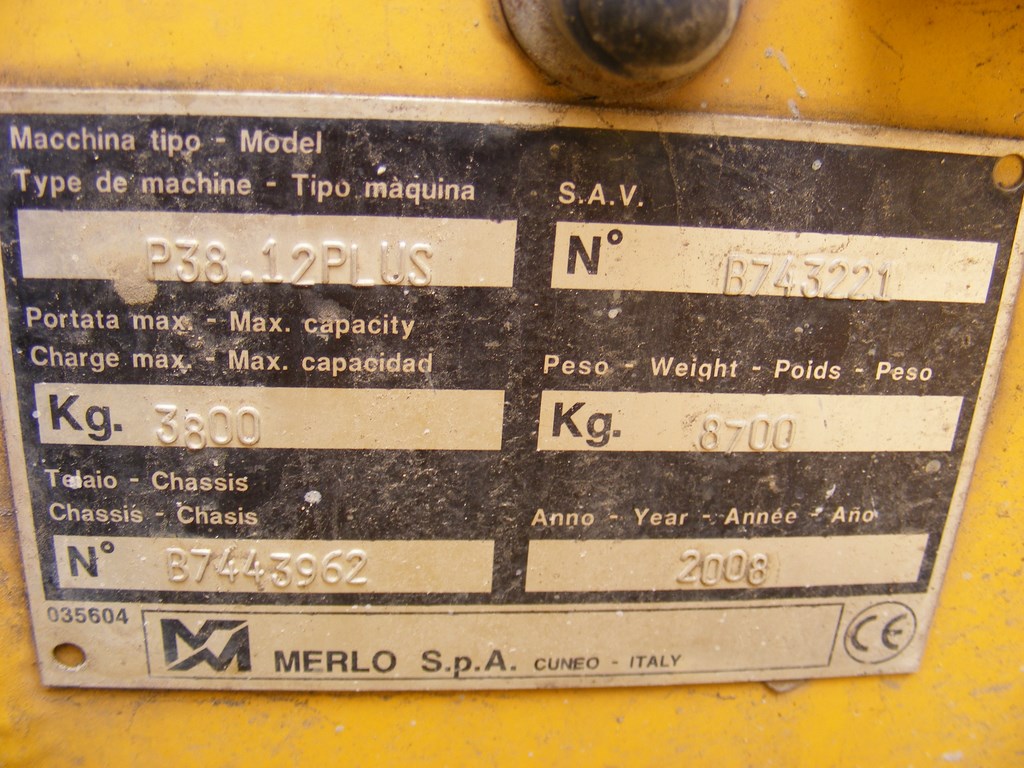 Macchina tipo - Model
Type de machine - Tipo màquina
P38.12PLUS
S.A.V.
N° B743221
Portata max. - Max. capacity
Charge max. - Max. capacidad
Kg. 3800
Peso - Weight - Poids - Peso
Kg. 8700
Telaio - Chassis
Chassis - Chasis
N° B7443962
Anno - Year - Année - Año
2008
035604
MERLO S.p.A. CUNEO - ITALY
CE